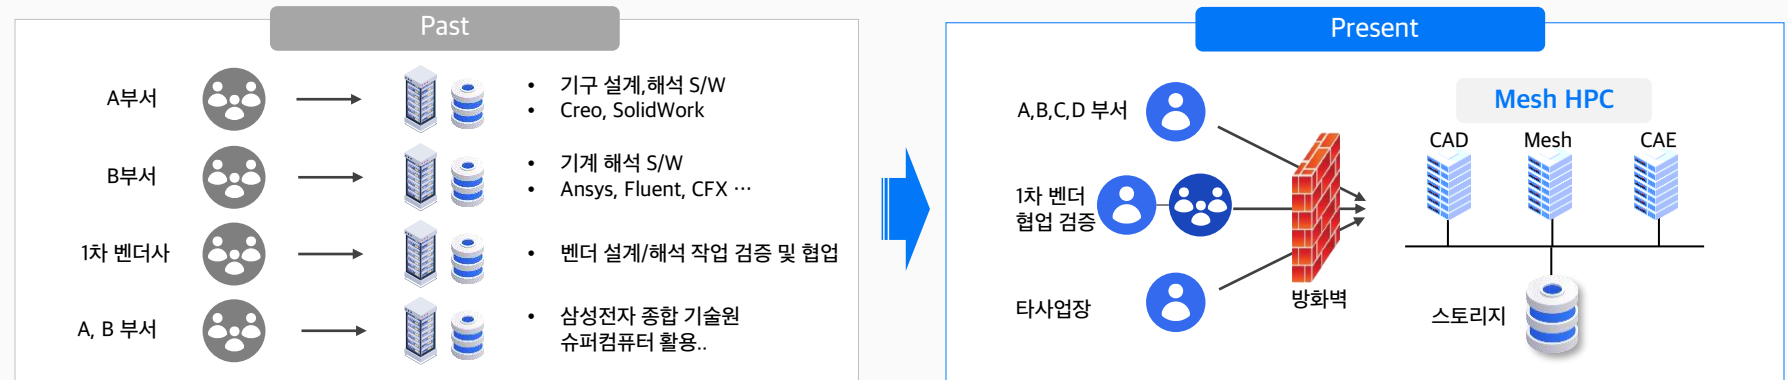 Past
A부서
• 기구 설계,해석 S/W
• Creo, SolidWork
B부서
• 기계 해석 S/W
• Ansys, Fluent, CFX ⋯
1차 벤더사
• 벤더 설계/해석 작업 검증 및 협업
A, B 부서
• 삼성전자 종합 기술원
슈퍼컴퓨터 활용..
Present
A,B,C,D 부서
1차 벤더
협업 검증
타사업장
방화벽
Mesh HPC
CAD
Mesh
CAE
스토리지